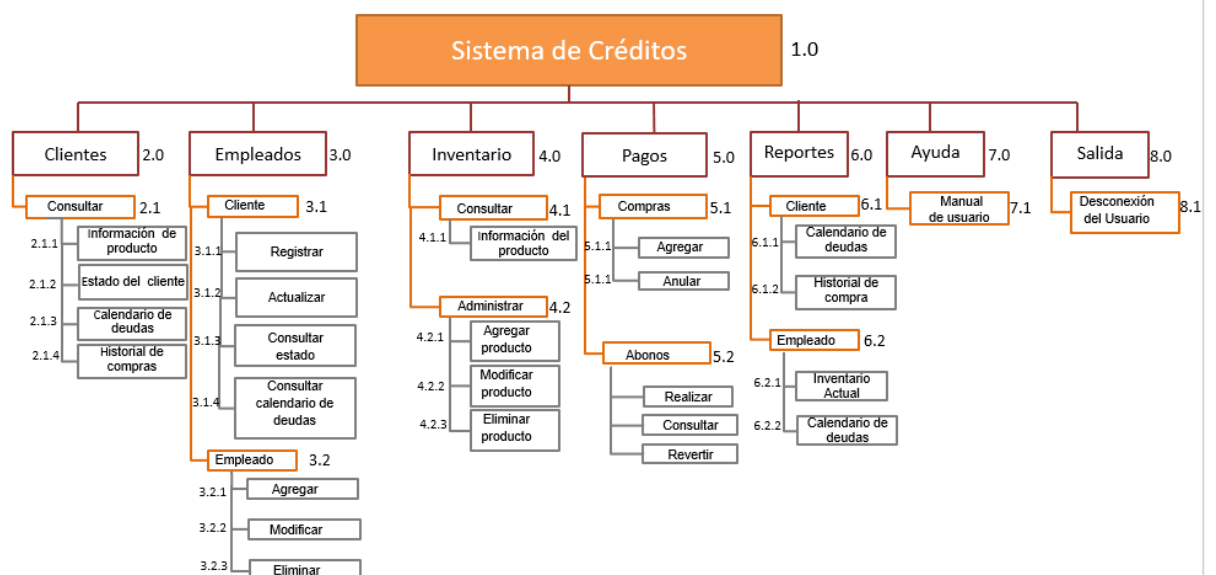 Sistema de Créditos 1.0
Clientes 2.0
Empleados 3.0
Inventario 4.0
Pagos 5.0
Reportes 6.0
Ayuda 7.0
Salida 8.0
Consultar 2.1
2.1.1 Información de
producto
2.1.2 Estado del cliente
2.1.3 Calendario de
deudas
2.1.4 Historial de
compras
Cliente 3.1
3.1.1 Registrar
3.1.2 Actualizar
3.1.3 Consultar
estado
3.1.4 Consultar
calendario de
deudas
Empleado 3.2
3.2.1 Agregar
3.2.2 Modificar
3.2.3 Eliminar
Consultar 4.1
4.1.1 Información del
producto
Administrar 4.2
4.2.1 Agregar
producto
4.2.2 Modificar
producto
4.2.3 Eliminar
producto
Compras 5.1
5.1.1 Agregar
5.1.1 Anular
Abonos 5.2
Realizar
Consultar
Revertir
Cliente 6.1
6.1.1 Calendario de
deudas
6.1.2 Historial de
compra
Empleado 6.2
6.2.1 Inventario
Actual
6.2.2 Calendario de
deudas
Manual
de usuario 7.1
Desconexión
del Usuario 8.1